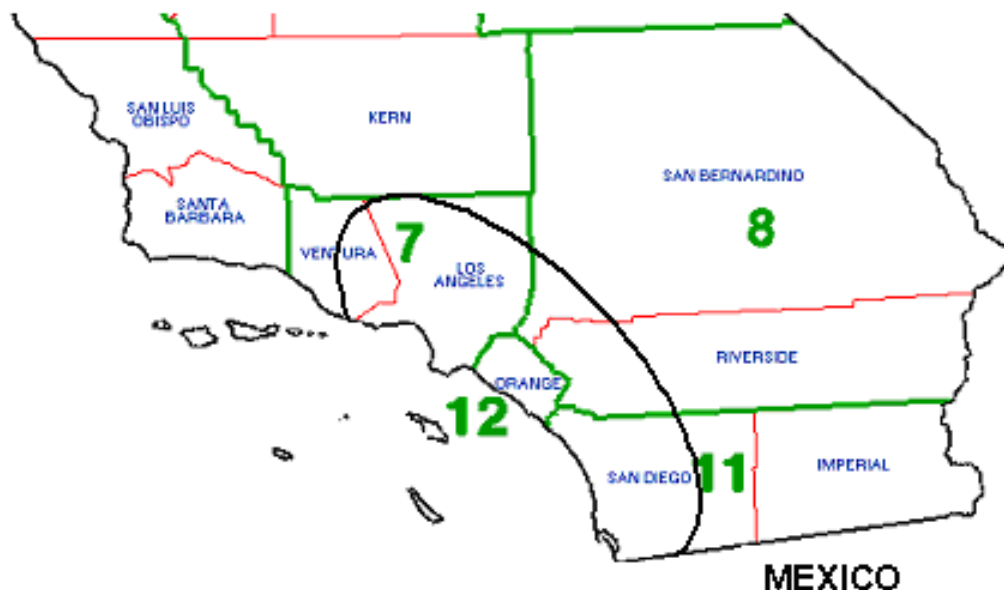 SAN LUIS
OBISPO
KERN
SAN BERNARDINO
SANTA
BARBARA
8
7
VENTURA
LOS
ANGELES
RIVERSIDE
ORANGE
12
SAN DIEGO
11
IMPERIAL
MEXICO